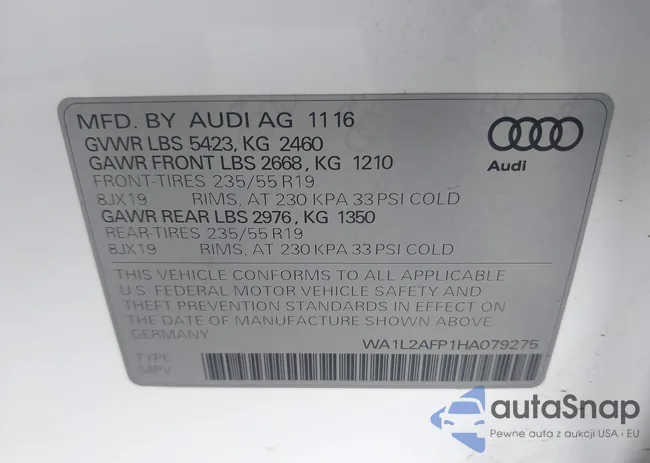 MFD. BY AUDI AG 1116
GVWR LBS 5423, KG 2460
GAWR FRONT LBS 2668, KG 1210
FRONT-TIRES 235/55 R19
8JX19 RIMS, AT 230 KPA 33 PSI COLD
GAWR REAR LBS 2976, KG 1350
REAR-TIRES 235/55 R19
8JX19 RIMS, AT 230 KPA 33 PSI COLD
THIS VEHICLE CONFORMS TO ALL APPLICABLE
U.S. FEDERAL MOTOR VEHICLE SAFETY AND
THEFT PREVENTION STANDARDS IN EFFECT ON
THE DATE OF MANUFACTURE SHOWN ABOVE
GERMANY
WA1L2AFP1HA079275
TYPE:
MPV
Audi
autaSnap
Pewne auta z aukcji USA i EU